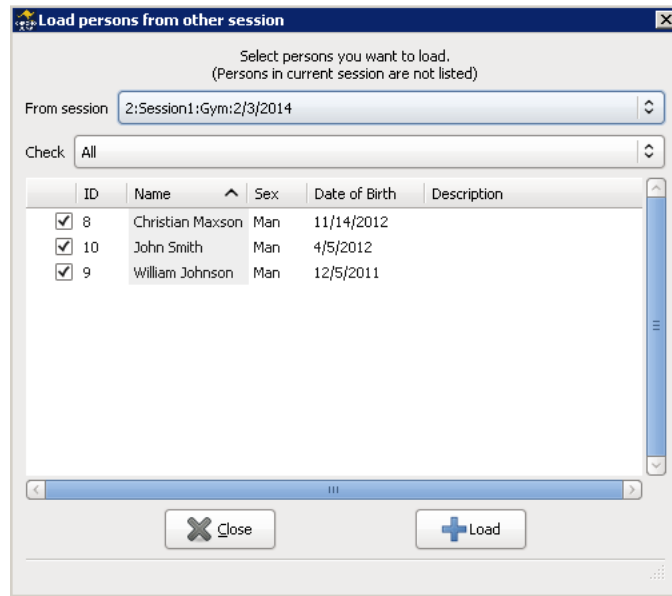 Load persons from other session
Select persons you want to load.
(Persons in current session are not listed)
From session 2:Session1:Gym:2/3/2014
Check All
ID Name Sex Date of Birth Description
8 Christian Maxson Man 11/14/2012
10 John Smith Man 4/5/2012
9 William Johnson Man 12/5/2011
Close Load